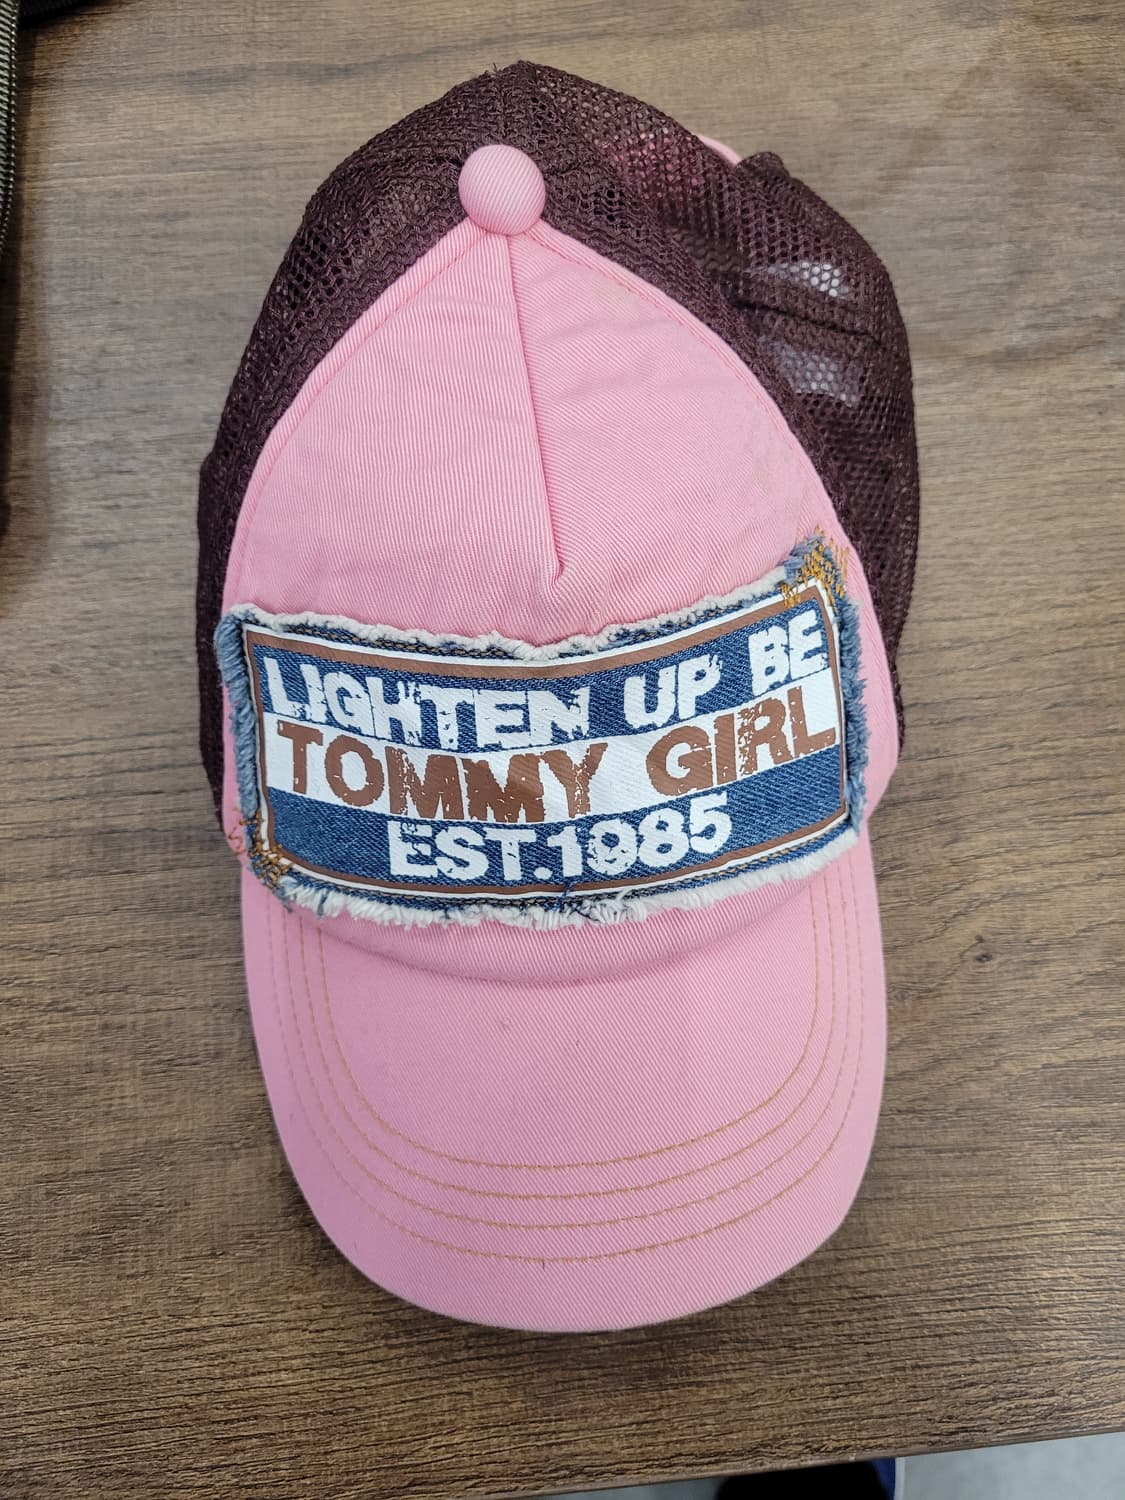 LIGHTEN UP BE
TOMMY GIRL
EST.1985